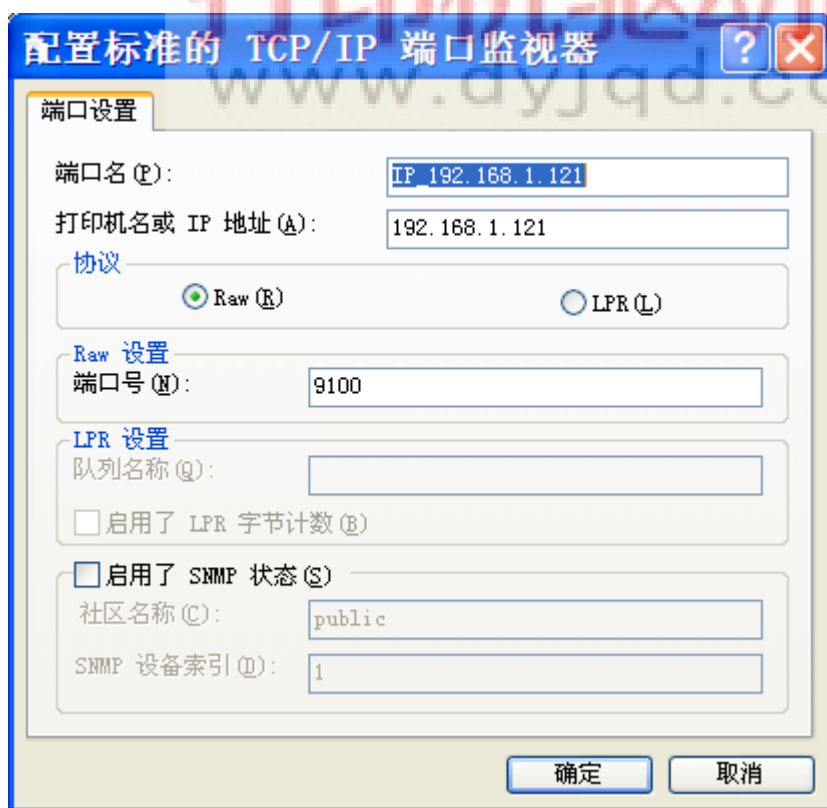 配置标准的 TCP/IP 端口监视器
www.dyjqd.co
端口设置
端口名(P): IP_192.168.1.121
打印机名或 IP 地址(A): 192.168.1.121
协议
Raw(R) LPR(L)
Raw 设置
端口号(N): 9100
LPR 设置
队列名称(Q):
启用了 LPR 字节计数(B)
启用了 SNMP 状态(S)
社区名称(C): public
SNMP 设备索引(D): 1
确定 取消